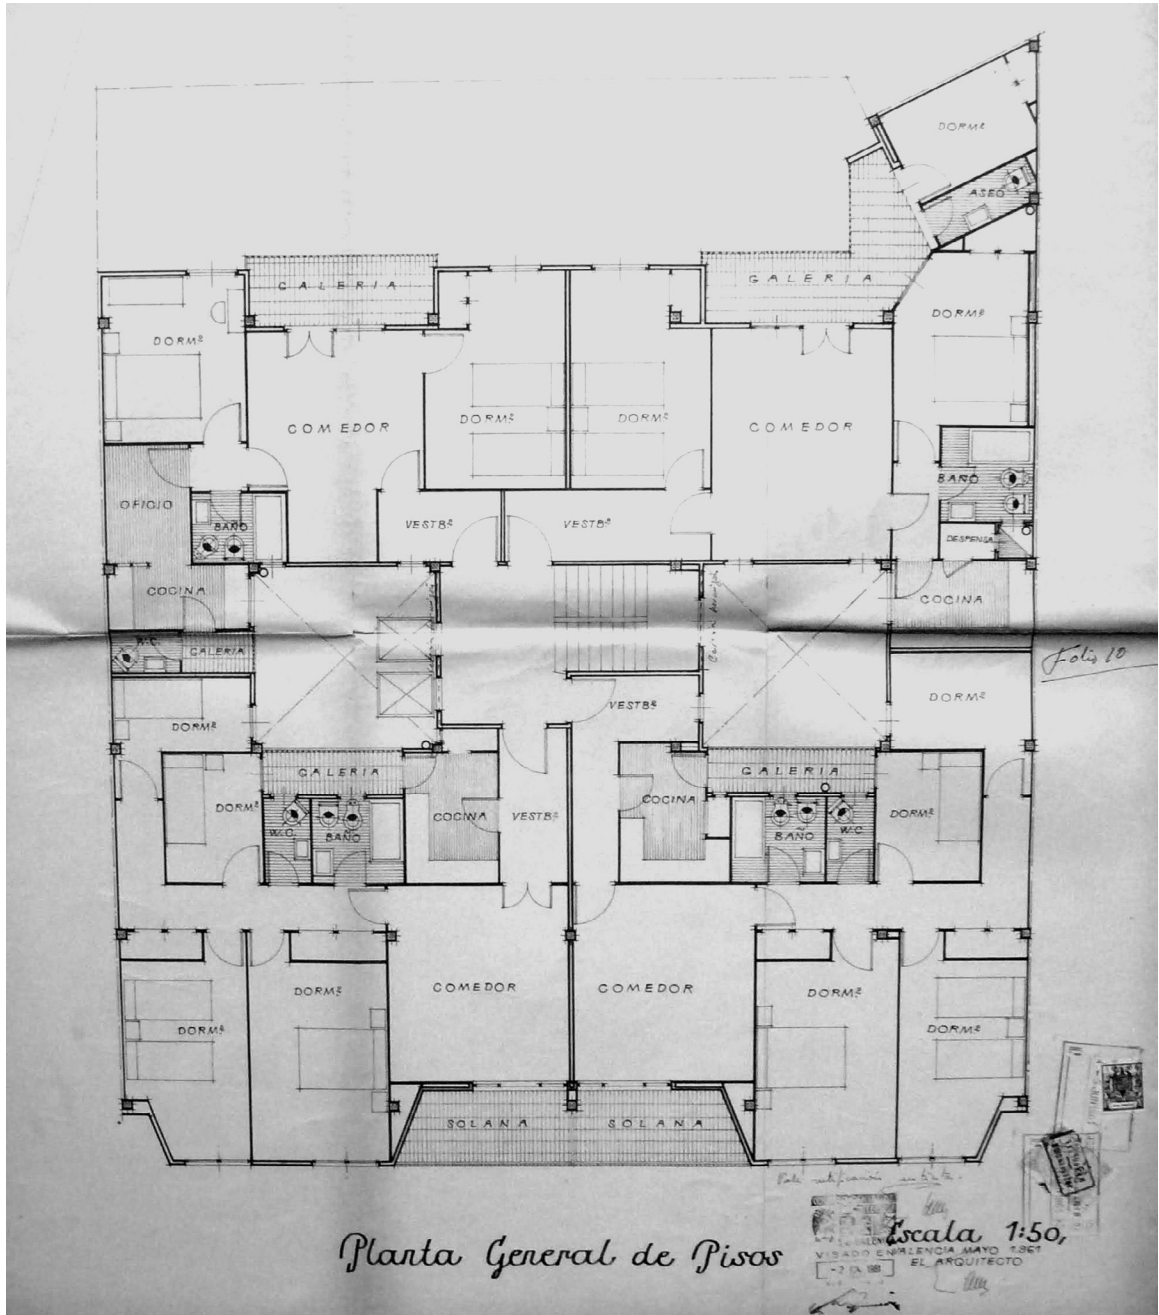 DORMº
ASEO
GALERIA
GALERIA
DORMº
DORMº
DORMº
DORMº
COMEDOR
COMEDOR
OFICIO
BAÑO
VESTBº
VESTBº
BAÑO
DESPENSA
COCINA
COCINA
GALERIA
Folio 10
DORMº
VESTBº
DORMº
GALERIA
GALERIA
DORMº
COCINA
VESTBº
COCINA
DORMº
W.C.
BAÑO
BAÑO
W.C.
COMEDOR
COMEDOR
DORMº
DORMº
DORMº
DORMº
SOLANA
SOLANA
Planta General de Pisos
Escala 1:50,
VALENCIA MAYO 1961
EL ARQUITECTO
VISADO EN